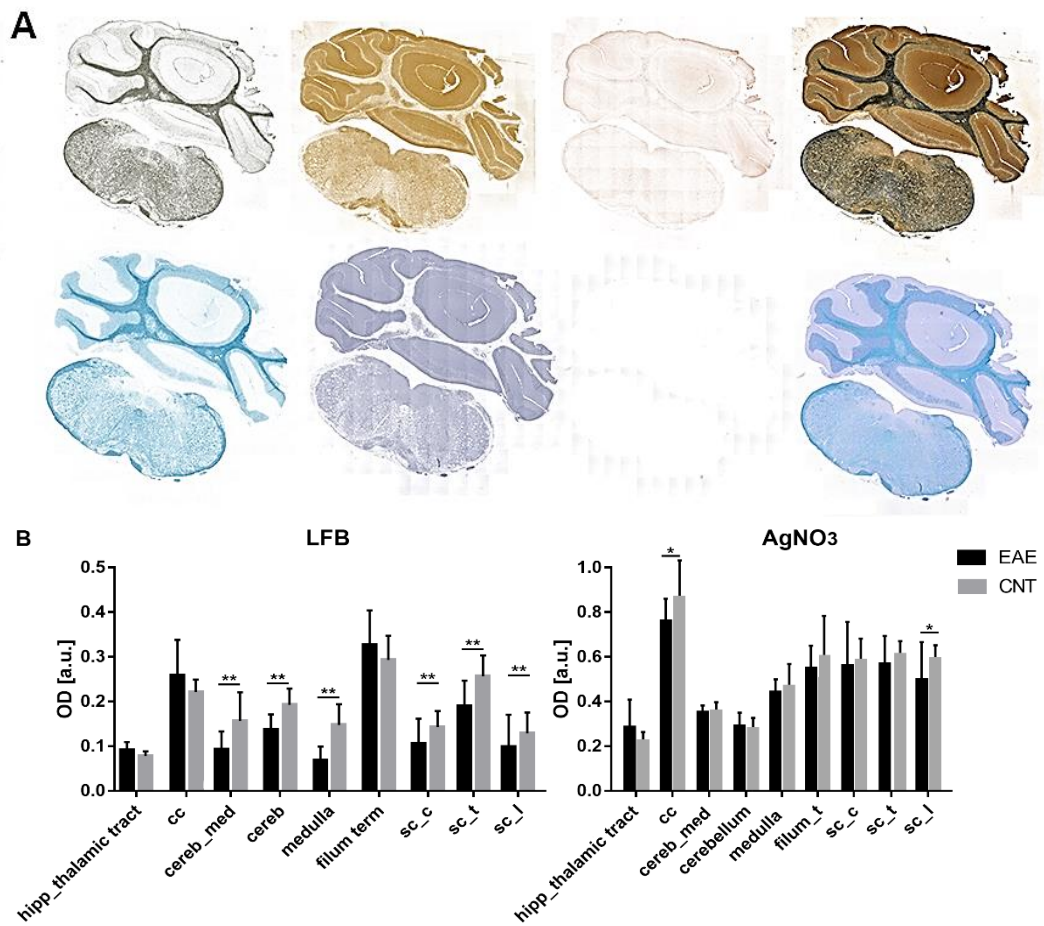 A
B
LFB
AgNO3
EAE
CNT
OD [a.u.]
0.5
0.4
0.3
0.2
0.1
0.0
** ** ** ** ** **
hipp_thalamic tract
cc
cereb_med
cereb
medulla
filum term
sc_c
sc_t
sc_l
OD [a.u.]
1.0
0.8
0.6
0.4
0.2
0.0
* *
hipp_thalamic tract
cc
cereb_med
cerebellum
medulla
filum_t
sc_c
sc_t
sc_l